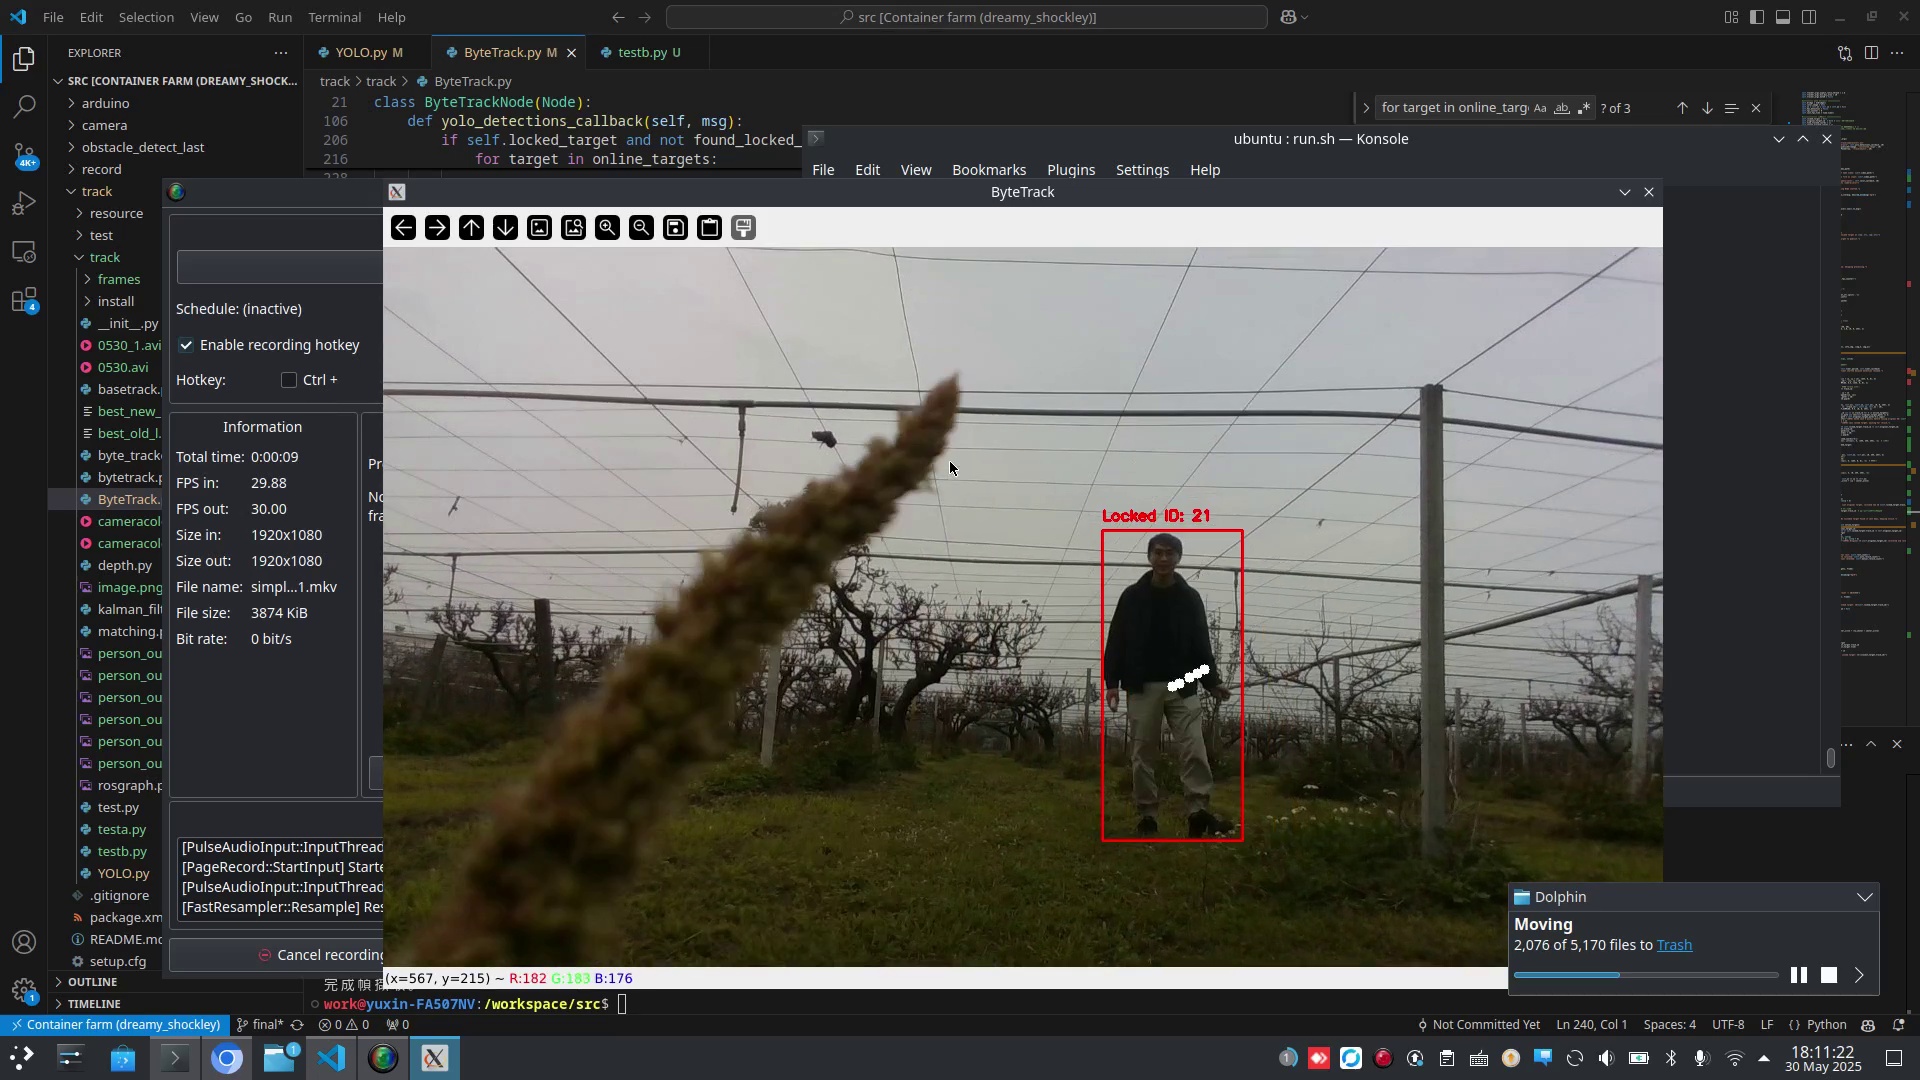 File Edit Selection View Go Run Terminal Help
src [Container farm (dreamy_shockley)]
EXPLORER
SRC [CONTAINER FARM (DREAMY_SHOCK...
arduino
camera
obstacle_detect_last
record
track
resource
test
track
frames
install
__init__.py
0530_1.avi
0530.avi
basetrack.
best_new_
best_old_l.
byte_track
bytetrack.p
ByteTrack.
cameracol
cameracol
depth.py
image.png
kalman_filt
matching.p
person_ou
person_ou
person_ou
person_ou
person_ou
person_ou
rosgraph.p
test.py
testa.py
testb.py
YOLO.py
.gitignore
package.xm
README.md
setup.cfg
OUTLINE
TIMELINE
4K+
4
1
YOLO.py M
ByteTrack.py M
testb.py U
track > track > ByteTrack.py
21 class ByteTrackNode(Node):
106 def yolo_detections_callback(self, msg):
206 if self.locked_target and not found_locked_
216 for target in online_targets:
for target in online_targ
Aa ab
? of 3
ubuntu : run.sh — Konsole
File Edit View Bookmarks Plugins Settings Help
ByteTrack
Schedule: (inactive)
Enable recording hotkey
Hotkey: Ctrl +
Information
Total time: 0:00:09
FPS in: 29.88
FPS out: 30.00
Size in: 1920x1080
Size out: 1920x1080
File name: simpl...1.mkv
File size: 3874 KiB
Bit rate: 0 bit/s
Pr
No
fra
[PulseAudioInput::InputThread
[PageRecord::StartInput] Starte
[PulseAudioInput::InputThread
[FastResampler::Resample] Res
Cancel recording
Locked ID: 21
(x=567, y=215) ~ R:182 G:183 B:176
Dolphin
Moving
2,076 of 5,170 files to Trash
work@yuxin-FA507NV:/workspace/src$
Container farm (dreamy_shockley)
final*
0 0
0
Not Committed Yet
Ln 240, Col 1
Spaces: 4
UTF-8
LF
{} Python
1
1
18:11:22
30 May 2025